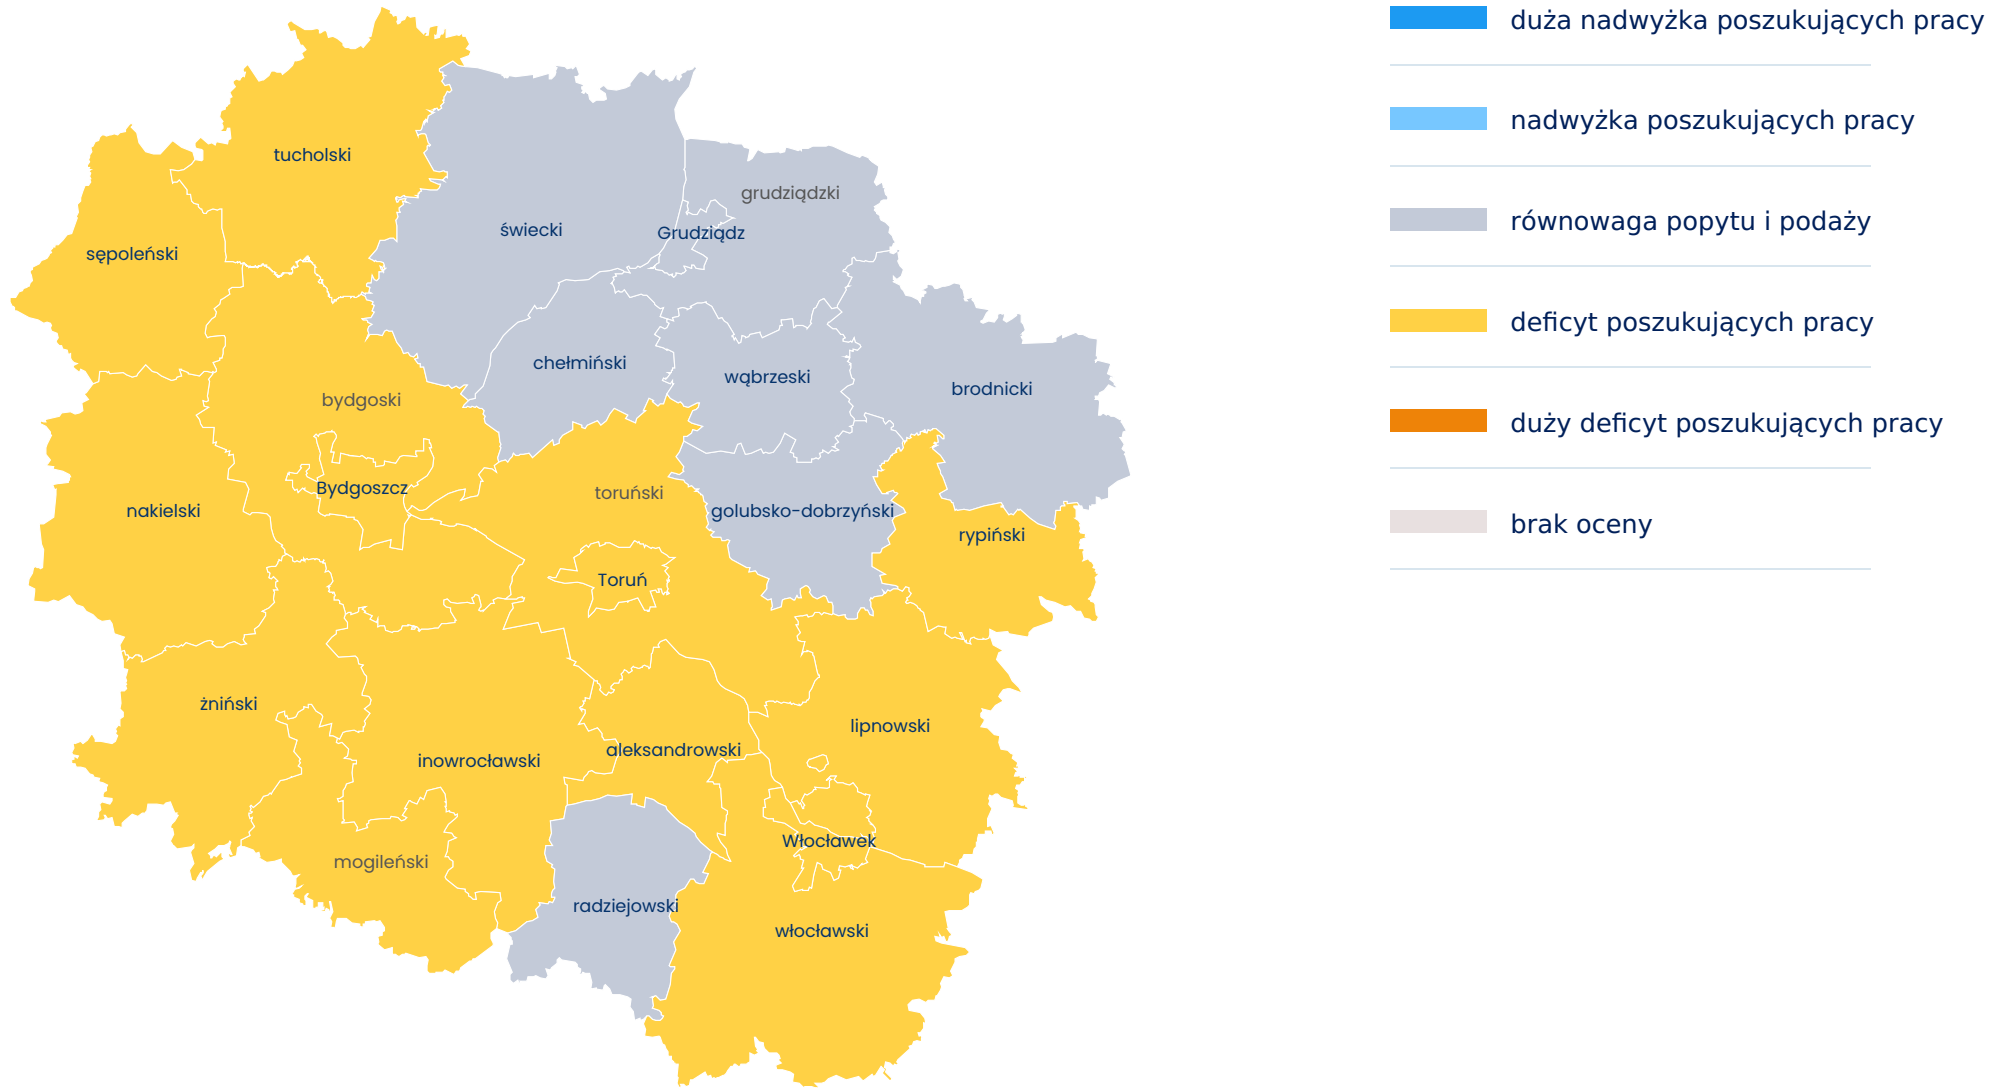 tucholski
sępoleński
świecki
grudziądzki
Grudziądz
chełmiński
wąbrzeski
brodnicki
bydgoski
Bydgoszcz
nakielski
toruński
golubsko-dobrzyński
rypiński
Toruń
żniński
inowrocławski
aleksandrowski
lipnowski
mogileński
Włocławek
radziejowski
włocławski
duża nadwyżka poszukujących pracy
nadwyżka poszukujących pracy
równowaga popytu i podaży
deficyt poszukujących pracy
duży deficyt poszukujących pracy
brak oceny